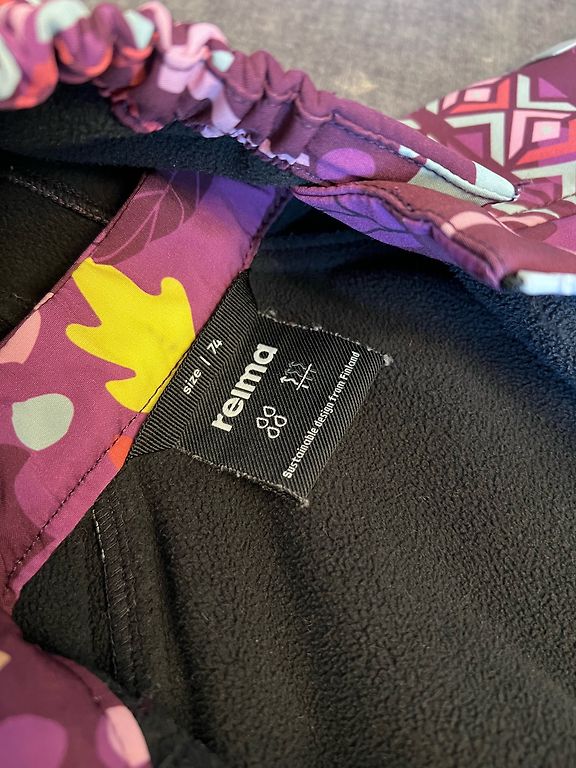 size / 74
reima
Sustainable design from Finland